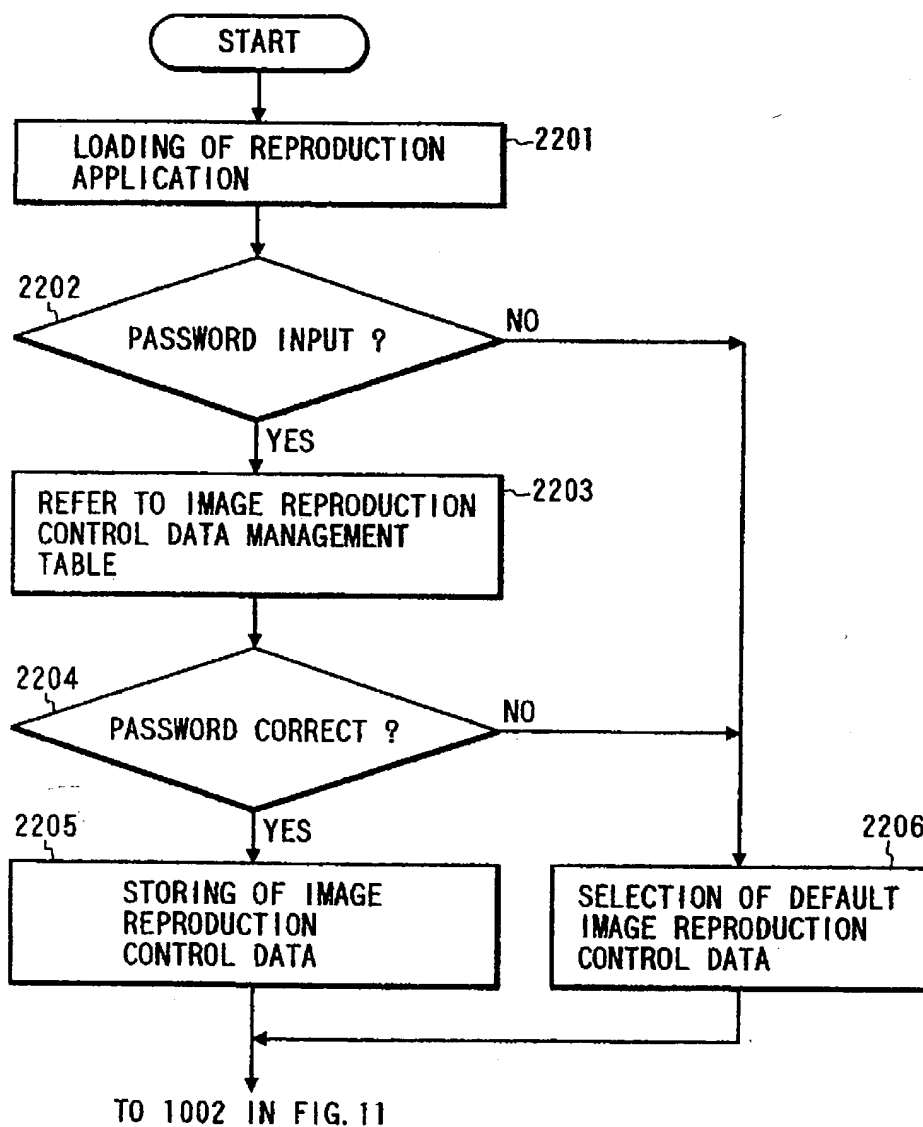 START
LOADING OF REPRODUCTION
APPLICATION
2201
2202
PASSWORD INPUT ?
NO
YES
REFER TO IMAGE REPRODUCTION
CONTROL DATA MANAGEMENT
TABLE
2203
2204
PASSWORD CORRECT ?
NO
YES
2205
STORING OF IMAGE
REPRODUCTION
CONTROL DATA
2206
SELECTION OF DEFAULT
IMAGE REPRODUCTION
CONTROL DATA
TO 1002 IN FIG. 11